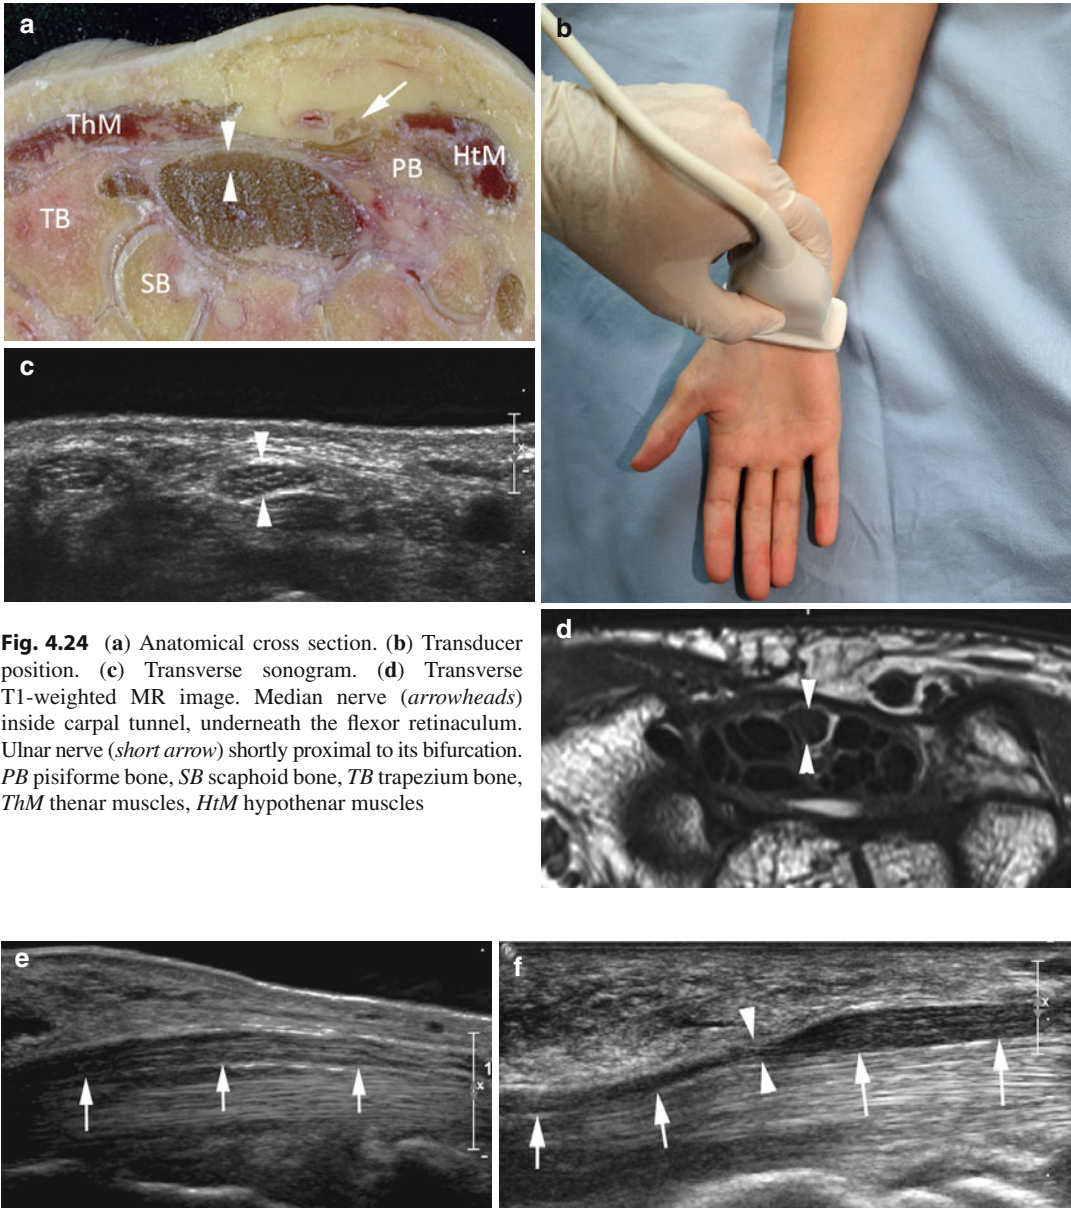 a
ThM
HtM
PB
TB
SB
b
c
x
Fig. 4.24 (a) Anatomical cross section. (b) Transducer
position. (c) Transverse sonogram. (d) Transverse
T1-weighted MR image. Median nerve (arrowheads)
inside carpal tunnel, underneath the flexor retinaculum.
Ulnar nerve (short arrow) shortly proximal to its bifurcation.
PB pisiforme bone, SB scaphoid bone, TB trapezium bone,
ThM thenar muscles, HtM hypothenar muscles
d
e
1
x
f
x